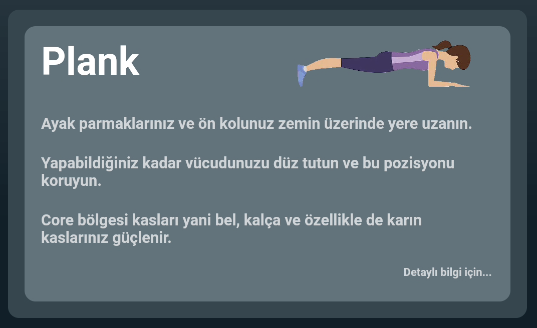 Plank
Ayak parmaklarınız ve ön kolunuz zemin üzerinde yere uzanın.
Yapabildiğiniz kadar vücudunuzu düz tutun ve bu pozisyonu
koruyun.
Core bölgesi kasları yani bel, kalça ve özellikle de karın
kaslarınız güçlenir.
Detaylı bilgi için...